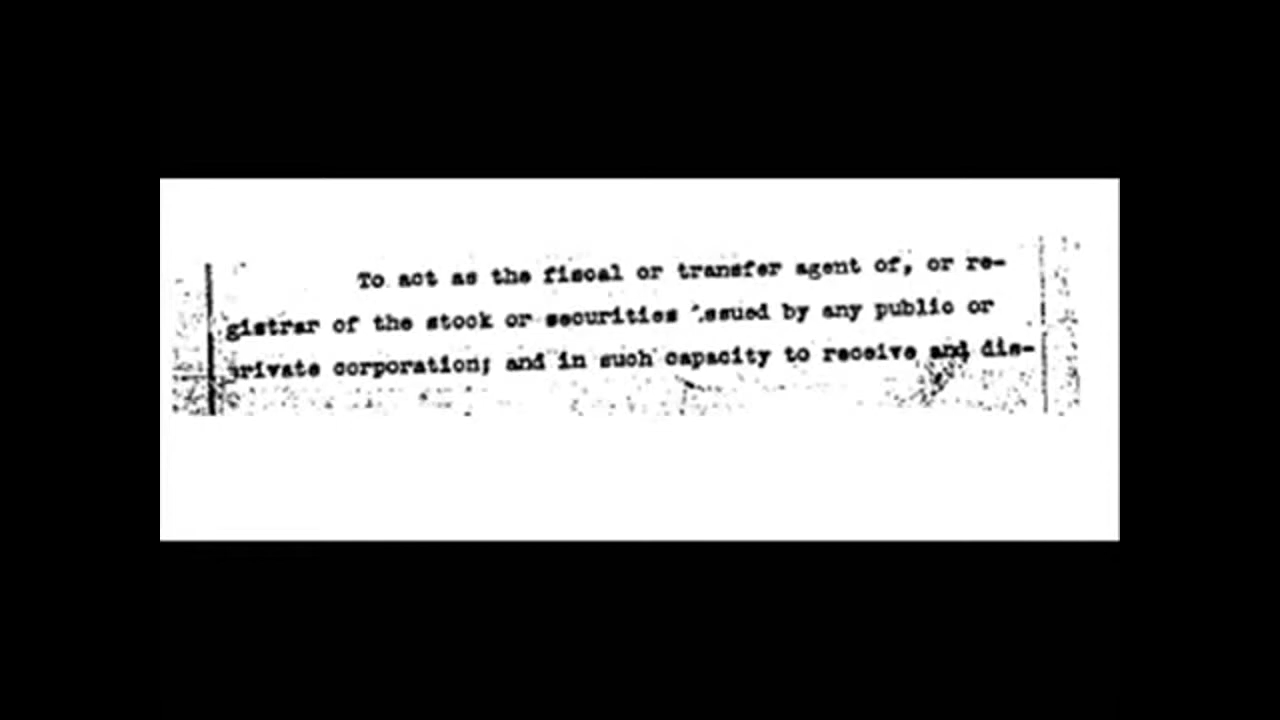 To act as the fiscal or transfer agent of, or re-
gistrar of the stock or securities issued by any public or
private corporation; and in such capacity to receive and dis-